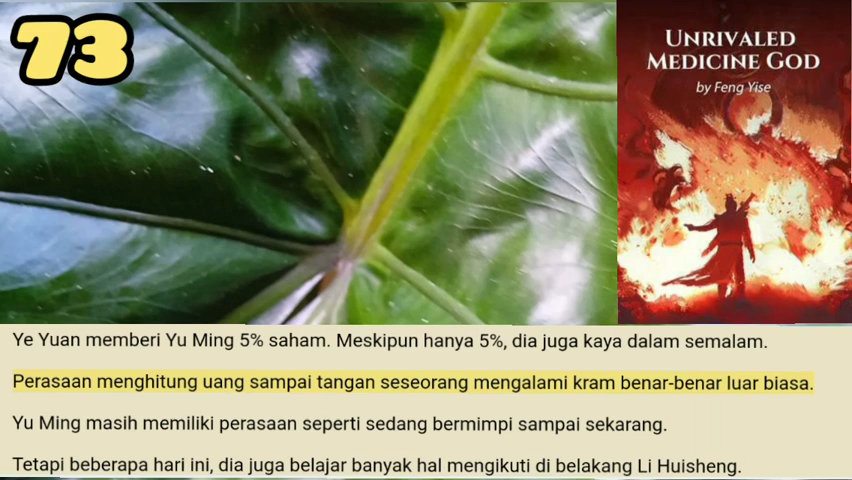 73
UNRIVALED
MEDICINE GOD
by Feng Yise
Ye Yuan memberi Yu Ming 5% saham. Meskipun hanya 5%, dia juga kaya dalam semalam.
Perasaan menghitung uang sampai tangan seseorang mengalami kram benar-benar luar biasa.
Yu Ming masih memiliki perasaan seperti sedang bermimpi sampai sekarang.
Tetapi beberapa hari ini, dia juga belajar banyak hal mengikuti di belakang Li Huisheng.